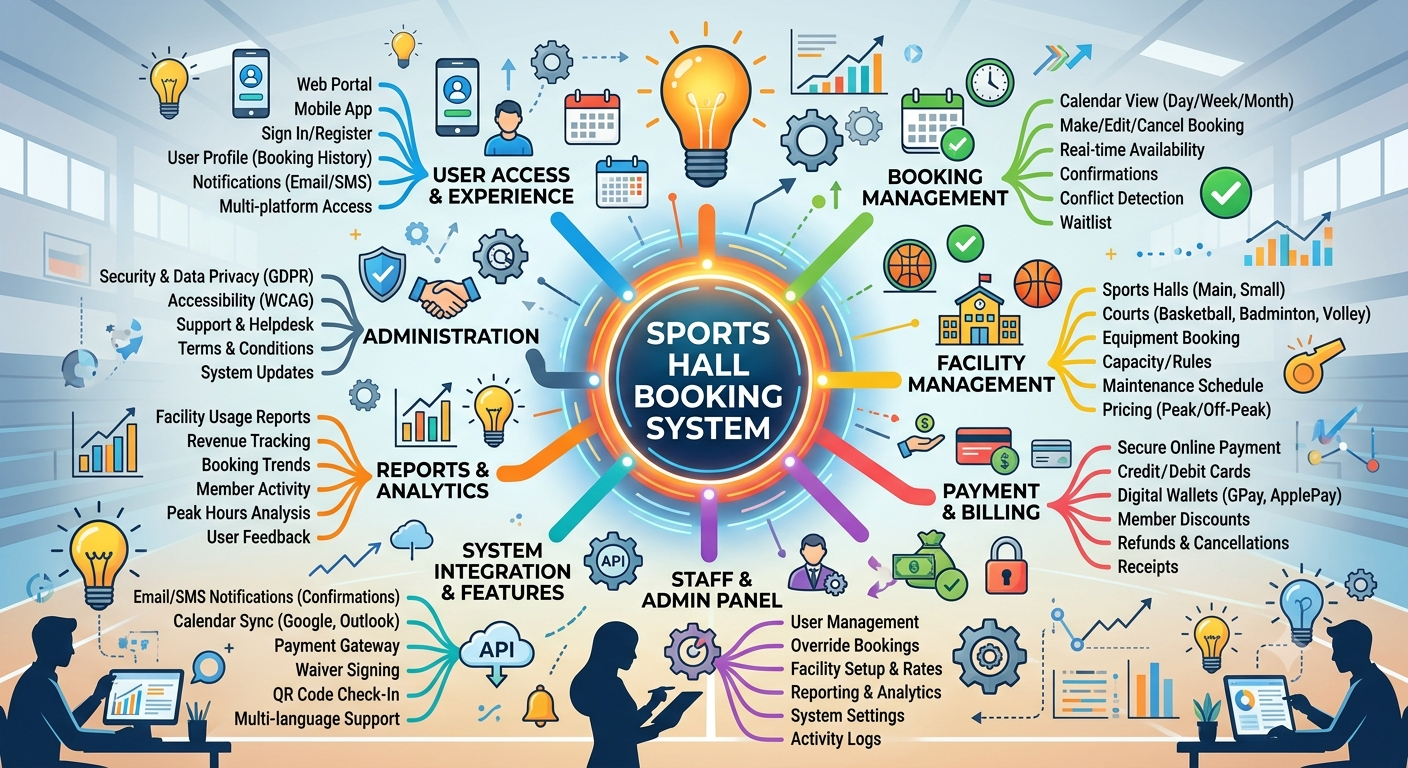 SPORTS
HALL
BOOKING
SYSTEM
USER ACCESS
& EXPERIENCE
Web Portal
Mobile App
Sign In/Register
User Profile (Booking History)
Notifications (Email/SMS)
Multi-platform Access
BOOKING
MANAGEMENT
Calendar View (Day/Week/Month)
Make/Edit/Cancel Booking
Real-time Availability
Confirmations
Conflict Detection
Waitlist
ADMINISTRATION
Security & Data Privacy (GDPR)
Accessibility (WCAG)
Support & Helpdesk
Terms & Conditions
System Updates
FACILITY
MANAGEMENT
Sports Halls (Main, Small)
Courts (Basketball, Badminton, Volley)
Equipment Booking
Capacity/Rules
Maintenance Schedule
Pricing (Peak/Off-Peak)
REPORTS &
ANALYTICS
Facility Usage Reports
Revenue Tracking
Booking Trends
Member Activity
Peak Hours Analysis
User Feedback
PAYMENT
& BILLING
$
$
Secure Online Payment
Credit/Debit Cards
Digital Wallets (GPay, ApplePay)
Member Discounts
Refunds & Cancellations
Receipts
SYSTEM
INTEGRATION
& FEATURES
API
API
Email/SMS Notifications (Confirmations)
Calendar Sync (Google, Outlook)
Payment Gateway
Waiver Signing
QR Code Check-In
Multi-language Support
STAFF &
ADMIN PANEL
$
User Management
Override Bookings
Facility Setup & Rates
Reporting & Analytics
System Settings
Activity Logs